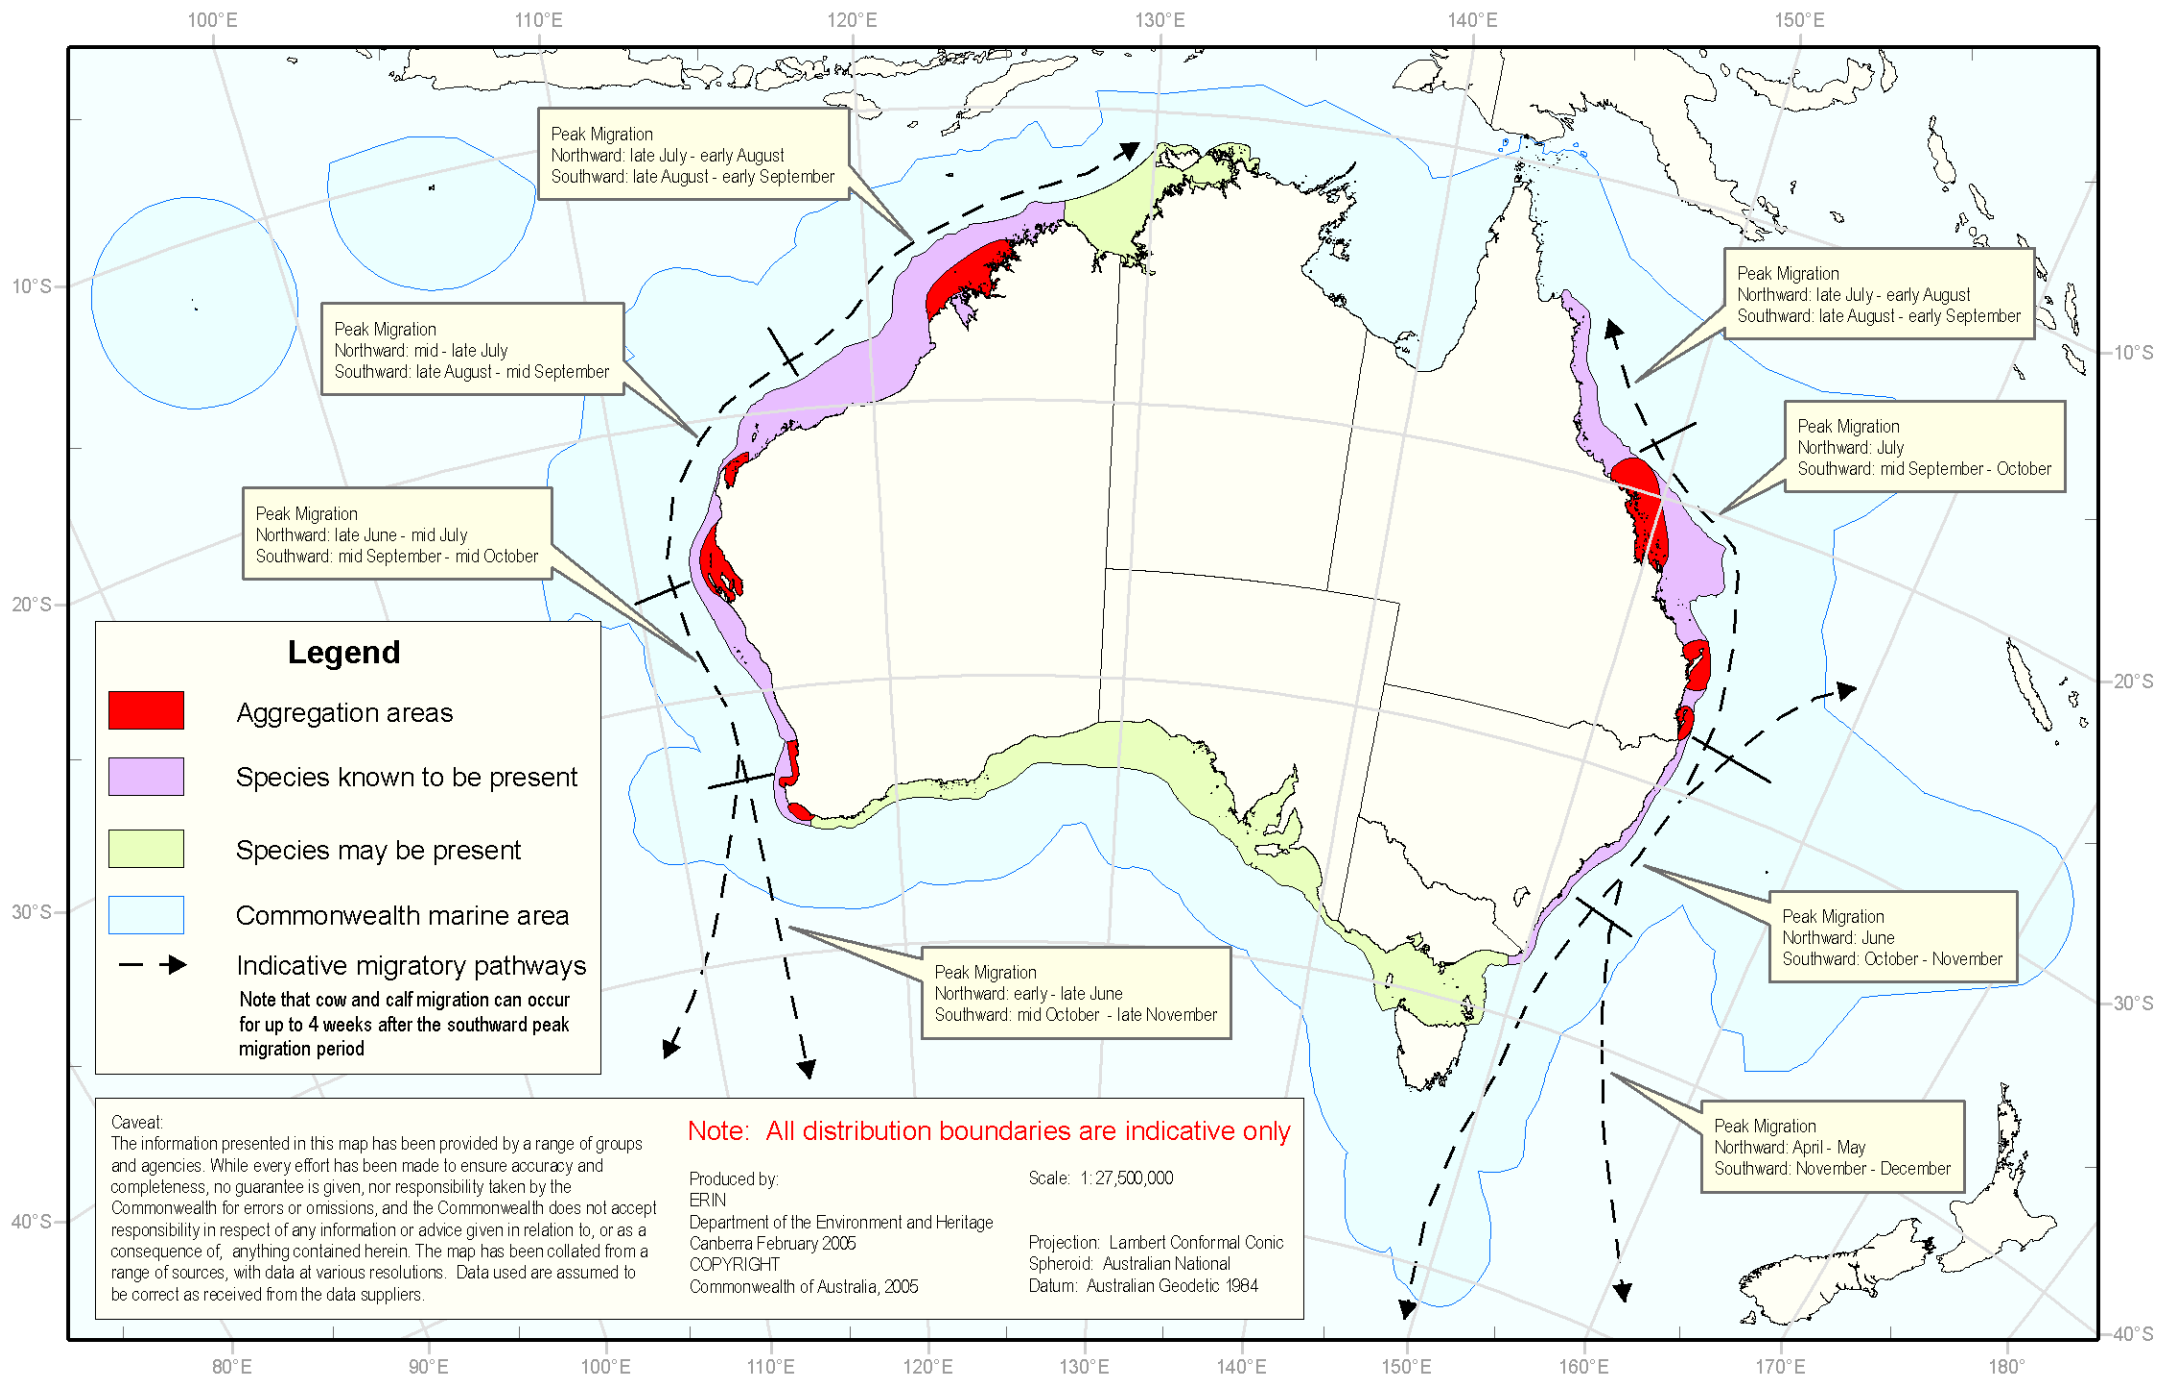 100°E
110°E
120°E
130°E
140°E
150°E
Peak Migration
Northward: late July - early August
Southward: late August - early September
Peak Migration
Northward: late July - early August
Southward: late August - early September
10°S
Peak Migration
Northward: mid - late July
Southward: late August - mid September
10°S
Peak Migration
Northward: July
Southward: mid September - October
Peak Migration
Northward: late June - mid July
Southward: mid September - mid October
20°S
Legend
Aggregation areas
Species known to be present
Species may be present
Commonwealth marine area
Indicative migratory pathways
Note that cow and calf migration can occur
for up to 4 weeks after the southward peak
migration period
20°S
30°S
Peak Migration
Northward: June
Southward: October - November
Peak Migration
Northward: early - late June
Southward: mid October - late November
30°S
Peak Migration
Northward: April - May
Southward: November - December
Caveat:
The information presented in this map has been provided by a range of groups
and agencies. While every effort has been made to ensure accuracy and
completeness, no guarantee is given, nor responsibility taken by the
Commonwealth for errors or omissions, and the Commonwealth does not accept
responsibility in respect of any information or advice given in relation to, or as a
consequence of, anything contained herein. The map has been collated from a
range of sources, with data at various resolutions. Data used are assumed to
be correct as received from the data suppliers.
Note: All distribution boundaries are indicative only
Produced by:
ERIN
Department of the Environment and Heritage
Canberra February 2005
COPYRIGHT
Commonwealth of Australia, 2005
Scale: 1:27,500,000
Projection: Lambert Conformal Conic
Spheroid: Australian National
Datum: Australian Geodetic 1984
40°S
40°S
80°E
90°E
100°E
110°E
120°E
130°E
140°E
150°E
160°E
170°E
180°